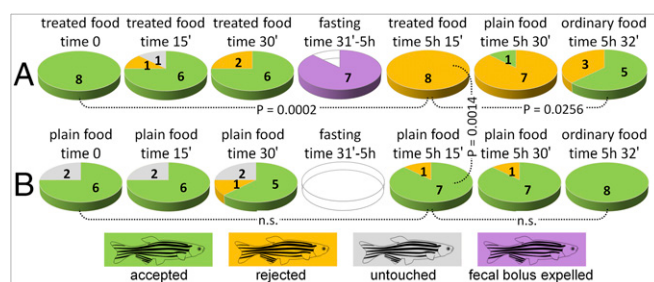 treated food treated food treated food fasting treated food plain food ordinary food
time 0 time 15' time 30' time 31'-5h time 5h 15' time 5h 30' time 5h 32'
A 8 1 1 6 2 6 7 8 1 7 3 5
P = 0.0002 P = 0.0014 P = 0.0256
plain food plain food plain food fasting plain food plain food ordinary food
time 0 time 15' time 30' time 31'-5h time 5h 15' time 5h 30' time 5h 32'
B 2 6 2 6 2 1 5 1 7 1 7 8
n.s. n.s.
accepted rejected untouched fecal bolus expelled